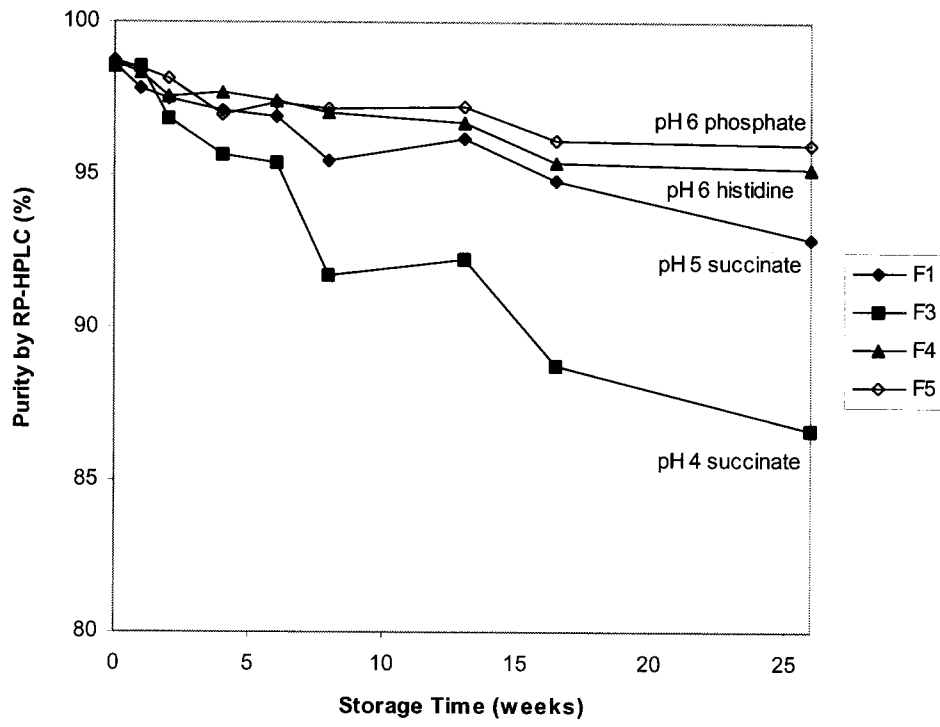 100
95
90
85
80
Purity by RP-HPLC (%)
pH 6 phosphate
pH 6 histidine
pH 5 succinate
pH 4 succinate
F1
F3
F4
F5
0 5 10 15 20 25
Storage Time (weeks)